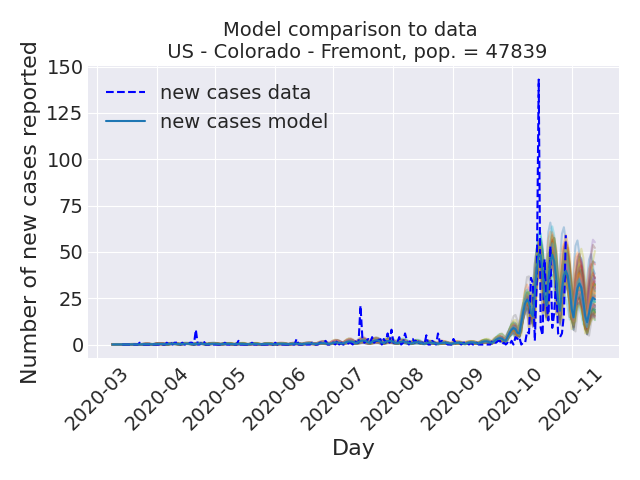 Model comparison to data
US - Colorado - Fremont, pop. = 47839
Number of new cases reported
150
125
100
75
50
25
0
new cases data
new cases model
2020-03
2020-04
2020-05
2020-06
2020-07
2020-08
2020-09
2020-10
2020-11
Day